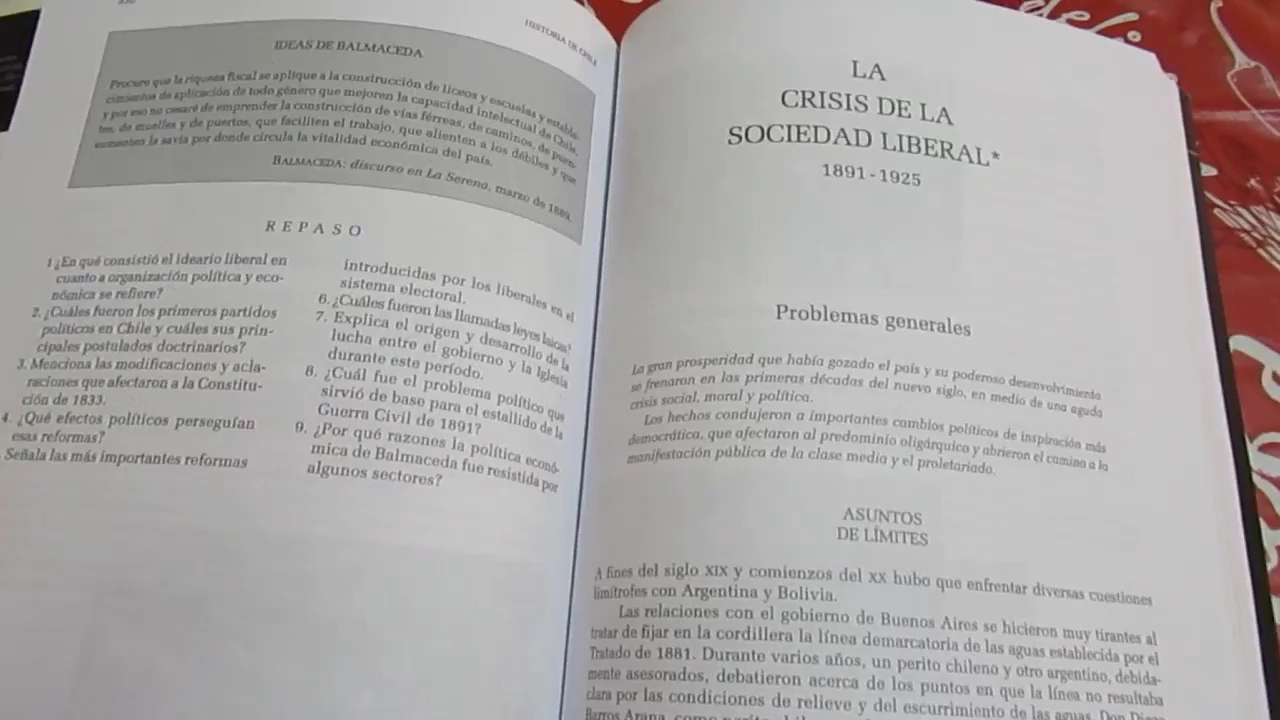 HISTORIA DE CHILE
IDEAS DE BALMACEDA
Procuro que la riqueza fiscal se aplique a la construcción de liceos y escuelas y estable-
cimientos de aplicación de todo género que mejoren la capacidad intelectual de Chile,
y por eso no cesaré de emprender la construcción de vías férreas, de caminos, de puen-
tes, de muelles y de puertos, que faciliten el trabajo, que alienten a los débiles y que
aumenten la savia por donde circula la vitalidad económica del país.
BALMACEDA: discurso en La Serena, marzo de 1889.
REPASO
1 ¿En qué consistió el ideario liberal en
cuanto a organización política y eco-
nómica se refiere?
2. ¿Cuáles fueron los primeros partidos
políticos en Chile y cuáles sus prin-
cipales postulados doctrinarios?
3. Menciona las modificaciones y acla-
raciones que afectaron a la Constitu-
ción de 1833.
4. ¿Qué efectos políticos perseguían
esas reformas?
Señala las más importantes reformas
introducidas por los liberales en el
sistema electoral.
6. ¿Cuáles fueron las llamadas leyes laicas?
7. Explica el origen y desarrollo de la
lucha entre el gobierno y la Iglesia
durante este período.
8. ¿Cuál fue el problema político que
sirvió de base para el estallido de la
Guerra Civil de 1891?
9. ¿Por qué razones la política econó-
mica de Balmaceda fue resistida por
algunos sectores?
LA
CRISIS DE LA
SOCIEDAD LIBERAL*
1891-1925
Problemas generales
La gran prosperidad que había gozado el país y su poderoso desenvolvimiento
se frenaron en las primeras décadas del nuevo siglo, en medio de una aguda
crisis social, moral y política.
Los hechos condujeron a importantes cambios políticos de inspiración más
democrática, que afectaron al predominio oligárquico y abrieron el camino a la
manifestación pública de la clase media y el proletariado.
ASUNTOS
DE LÍMITES
A fines del siglo XIX y comienzos del XX hubo que enfrentar diversas cuestiones
limítrofes con Argentina y Bolivia.
Las relaciones con el gobierno de Buenos Aires se hicieron muy tirantes al
tratar de fijar en la cordillera la línea demarcatoria de las aguas establecida por el
Tratado de 1881. Durante varios años, un perito chileno y otro argentino, debida-
mente asesorados, debatieron acerca de los puntos en que la línea no resultaba
clara por las condiciones de relieve y del escurrimiento de las aguas. Don Diego
Barros Arana, como perito